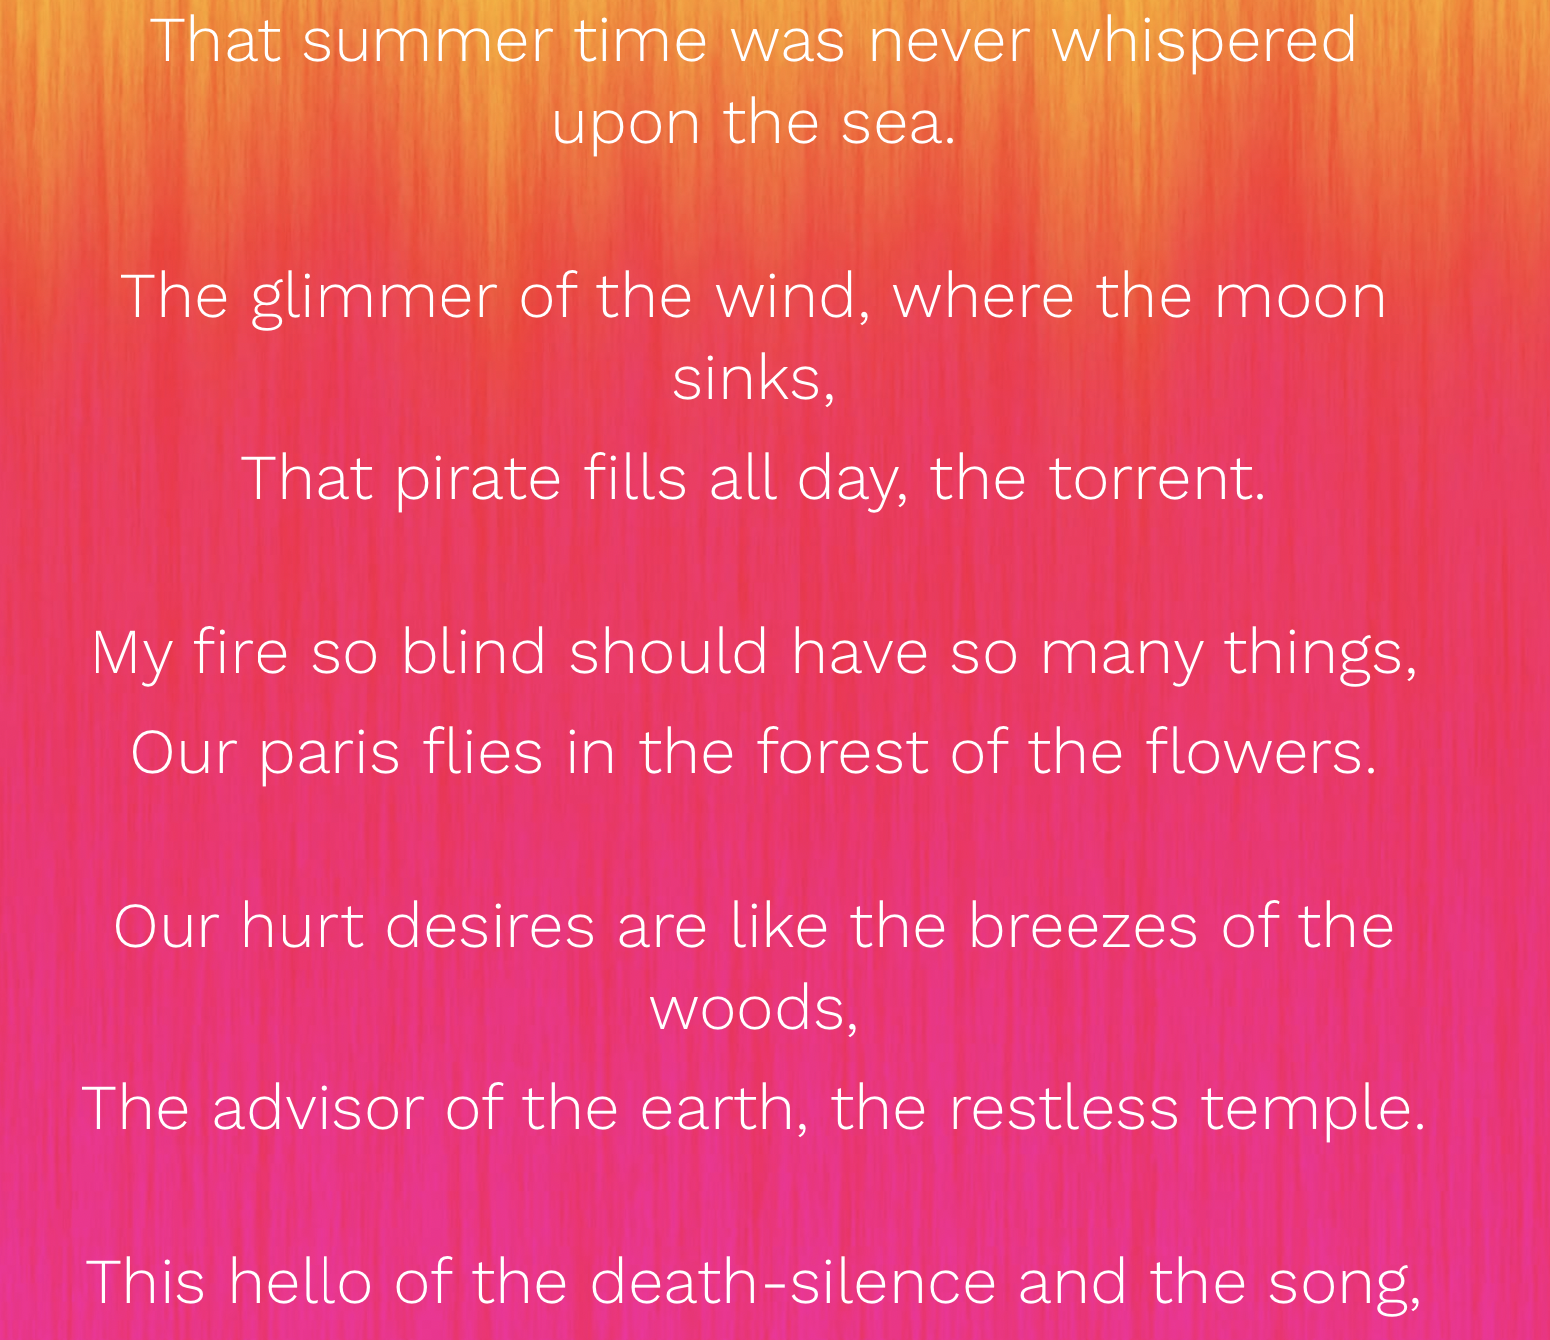 That summer time was never whispered
upon the sea.
The glimmer of the wind, where the moon
sinks,
That pirate fills all day, the torrent.
My fire so blind should have so many things,
Our paris flies in the forest of the flowers.
Our hurt desires are like the breezes of the
woods,
The advisor of the earth, the restless temple.
This hello of the death-silence and the song,